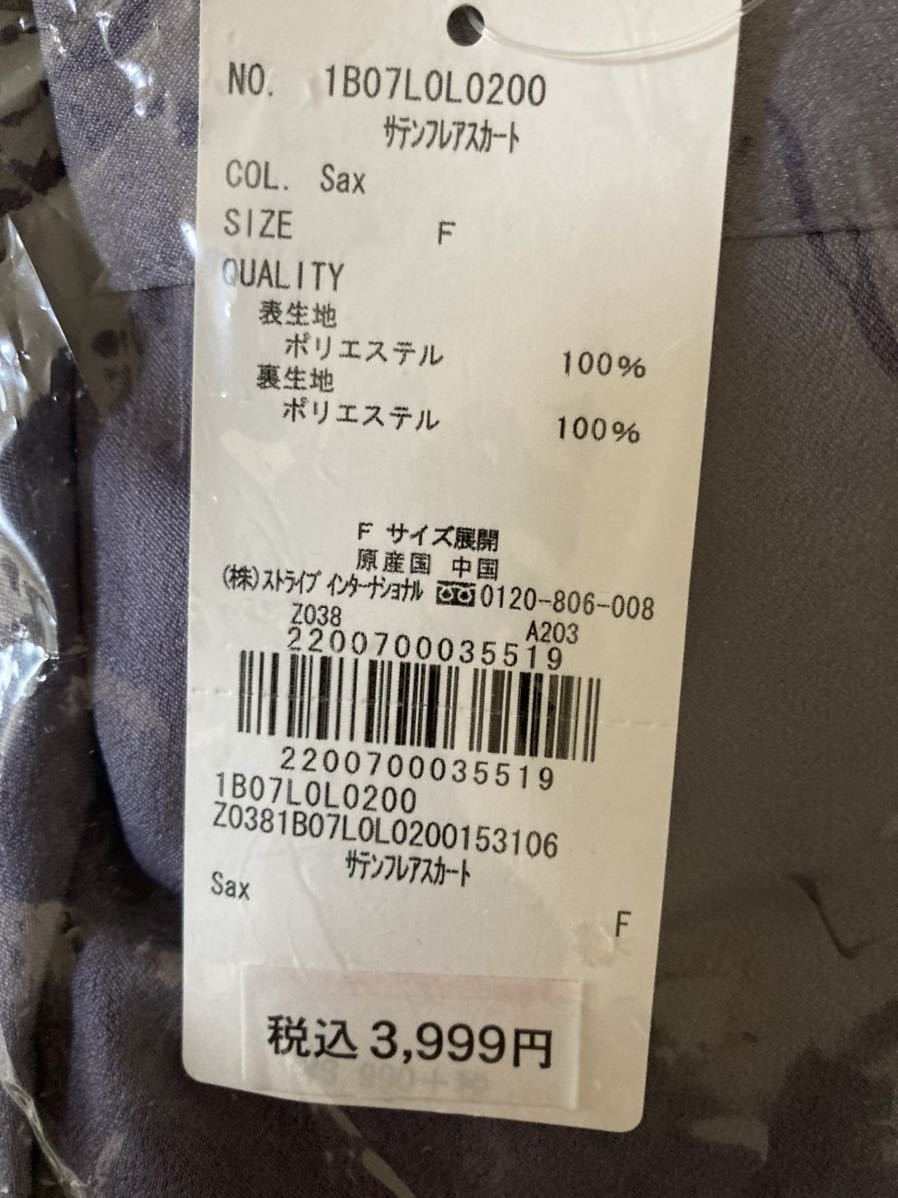 NO. 1B07L0L0200
サテンフレアスカート
COL. Sax
SIZE F
QUALITY
表生地
ポリエステル 100%
裏生地
ポリエステル 100%
F サイズ展開
原産国 中国
(株)ストライプ インターナショナル 0120-806-008
Z038 A203
2200700035519
2200700035519
1B07L0L0200
Z0381B07L0L0200153106
サテンフレアスカート
Sax
F
税込3,999円